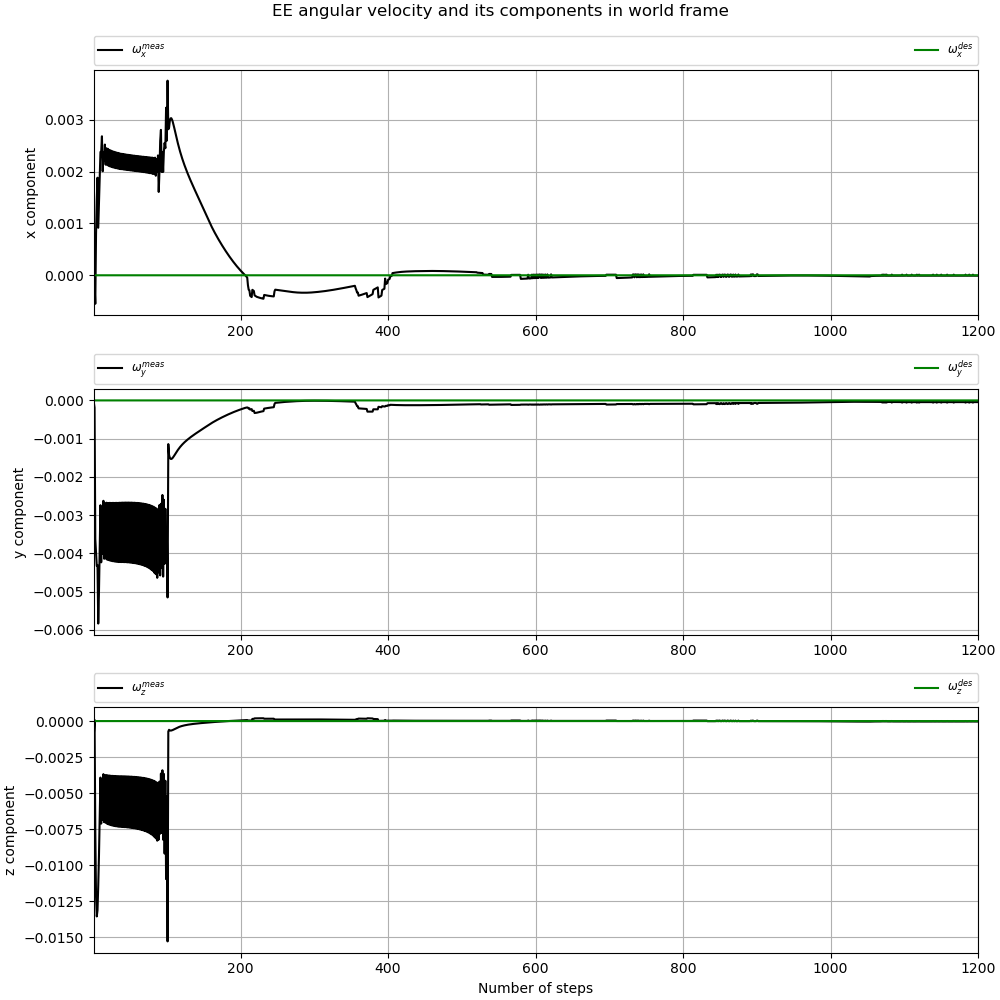 EE angular velocity and its components in world frame
ω_x^meas ω_x^des
x component
0.003
0.002
0.001
0.000
200 400 600 800 1000 1200
ω_y^meas ω_y^des
y component
0.000
−0.001
−0.002
−0.003
−0.004
−0.005
−0.006
200 400 600 800 1000 1200
ω_z^meas ω_z^des
z component
0.0000
−0.0025
−0.0050
−0.0075
−0.0100
−0.0125
−0.0150
200 400 600 800 1000 1200
Number of steps